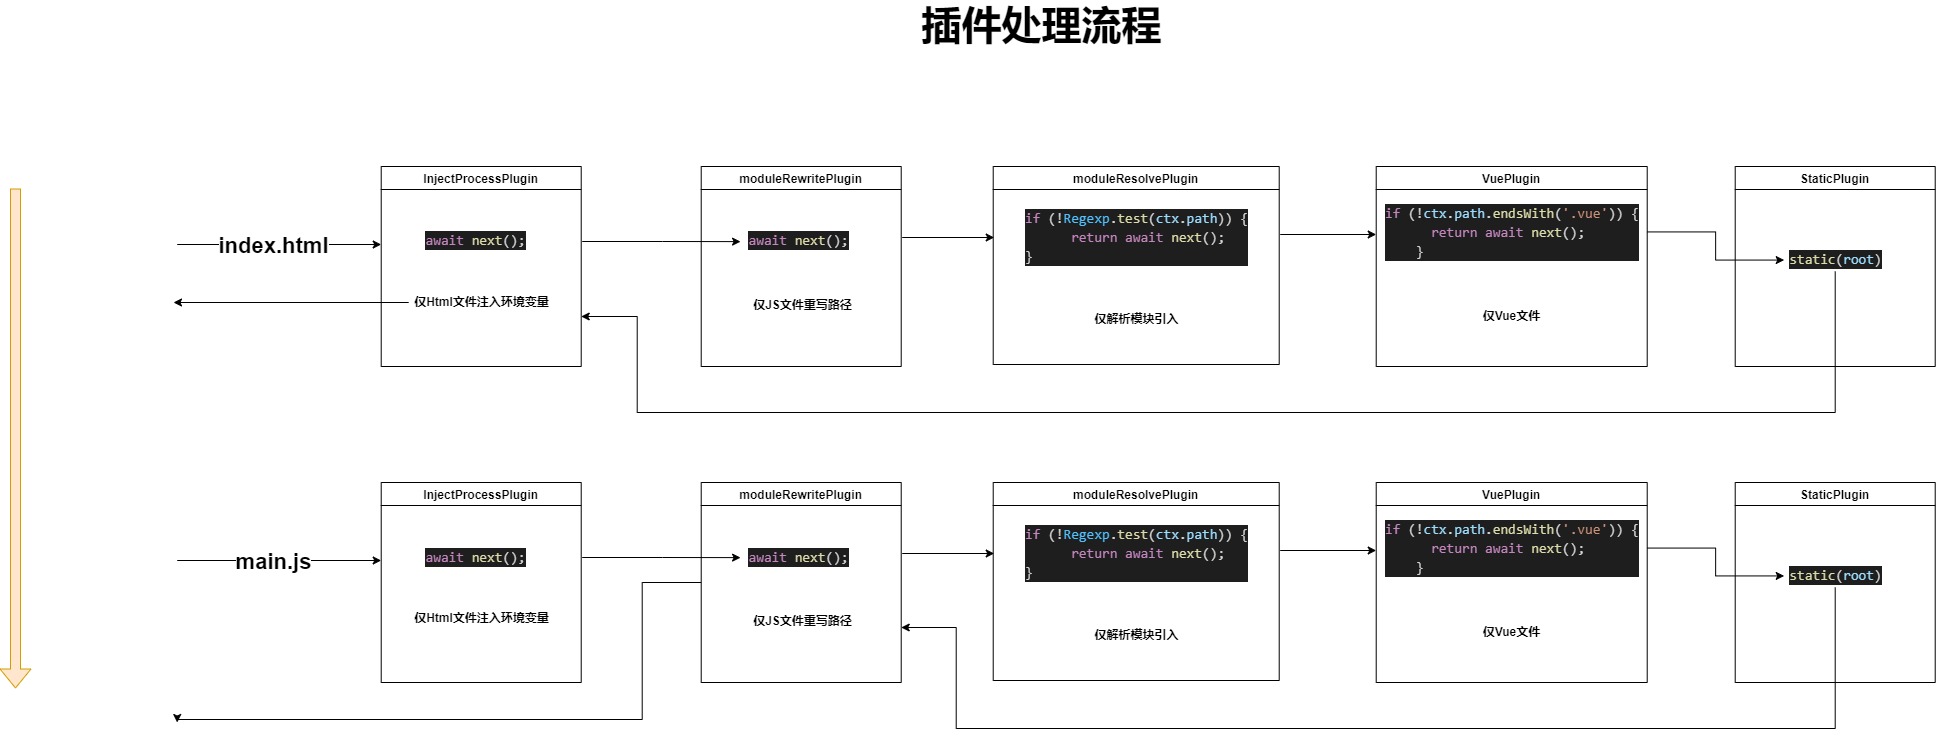 插件处理流程
index.html
InjectProcessPlugin
await next();
仅Html文件注入环境变量
moduleRewritePlugin
await next();
仅JS文件重写路径
moduleResolvePlugin
if (!Regexp.test(ctx.path)) {
return await next();
}
仅解析模块引入
VuePlugin
if (!ctx.path.endsWith('.vue')) {
return await next();
}
仅Vue文件
StaticPlugin
static(root)
main.js
InjectProcessPlugin
await next();
仅Html文件注入环境变量
moduleRewritePlugin
await next();
仅JS文件重写路径
moduleResolvePlugin
if (!Regexp.test(ctx.path)) {
return await next();
}
仅解析模块引入
VuePlugin
if (!ctx.path.endsWith('.vue')) {
return await next();
}
仅Vue文件
StaticPlugin
static(root)